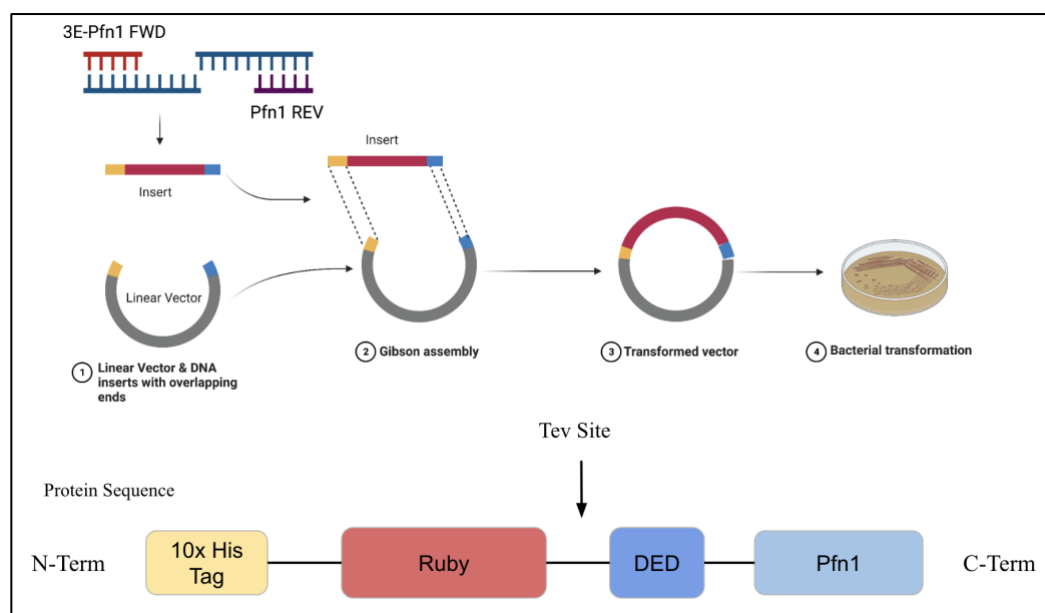 3E-Pfn1 FWD
Pfn1 REV
Insert
Linear Vector
1 Linear Vector & DNA
inserts with overlapping
ends
Insert
2 Gibson assembly
3 Transformed vector
4 Bacterial transformation
Tev Site
Protein Sequence
N-Term
10x His
Tag
Ruby
DED
Pfn1
C-Term